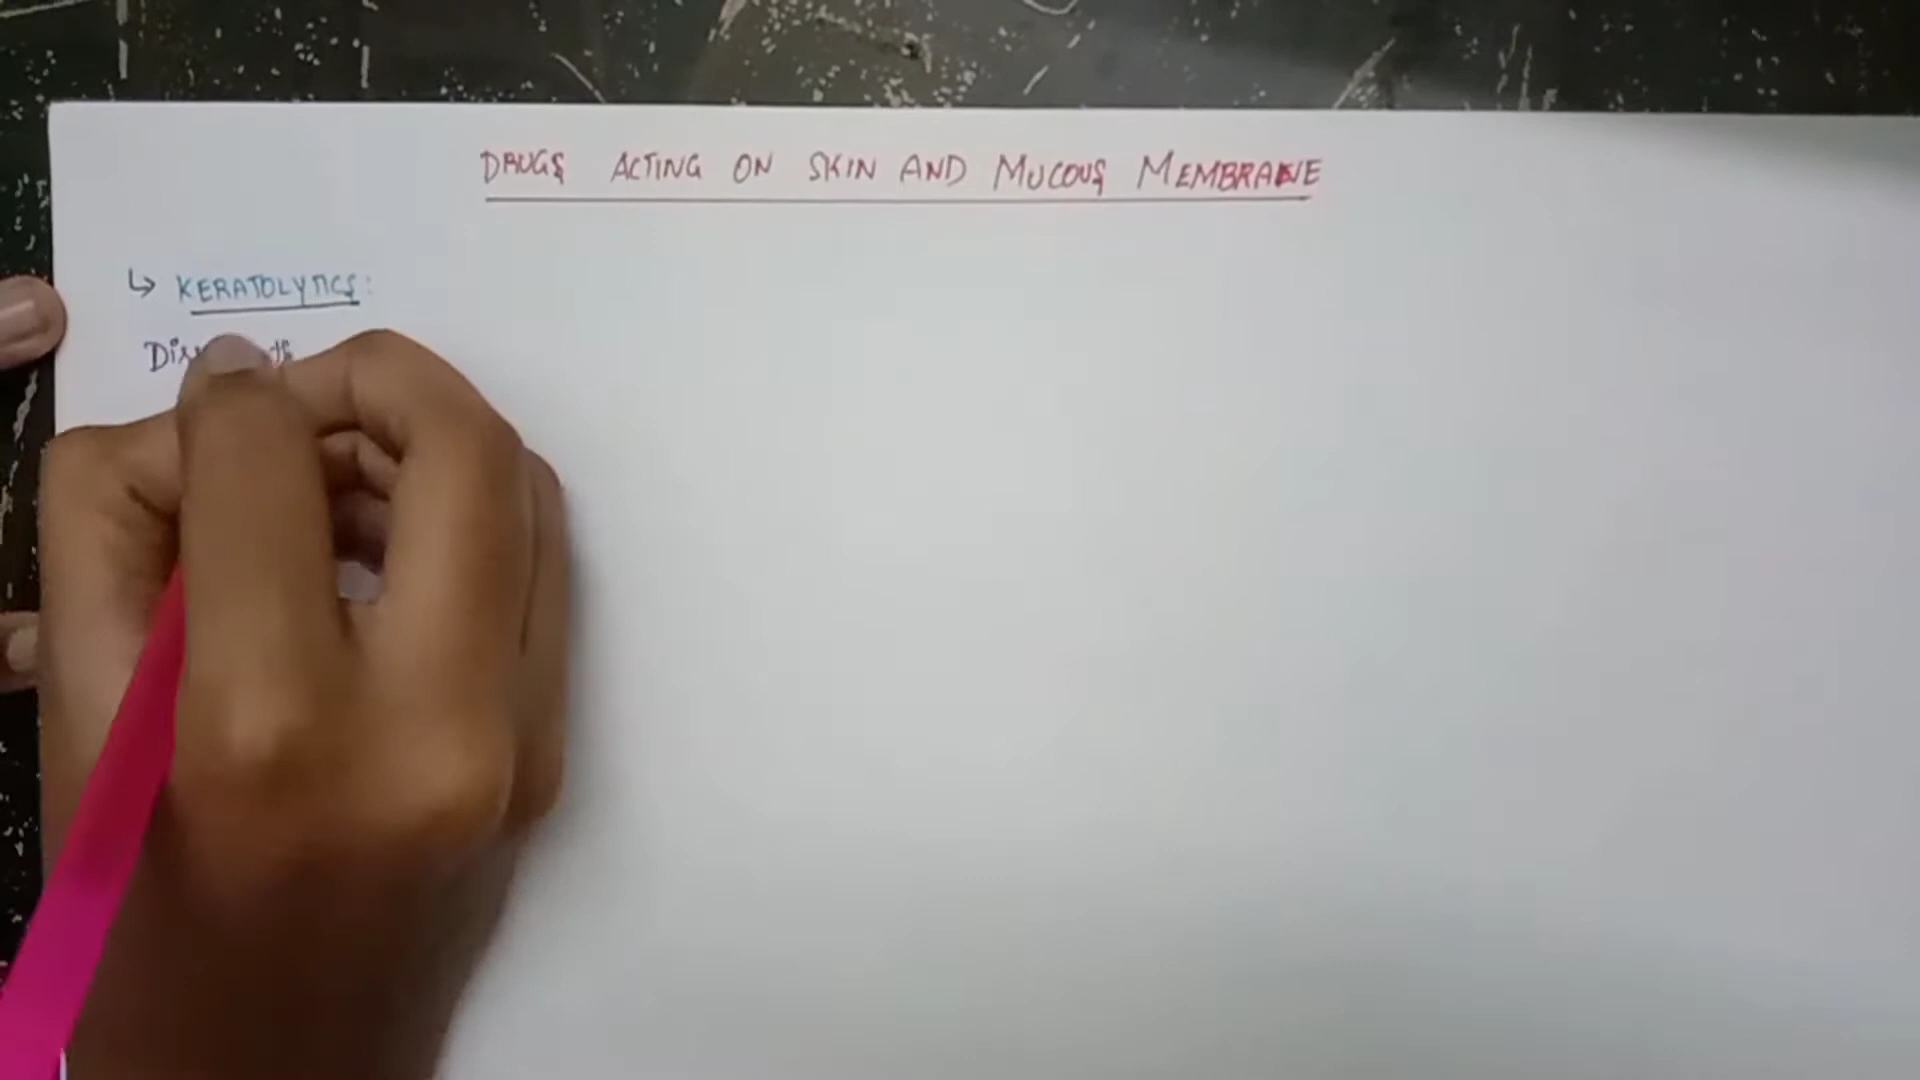 DRUGS ACTING ON SKIN AND MUCOUS MEMBRANE
↳ KERATOLYTICS: